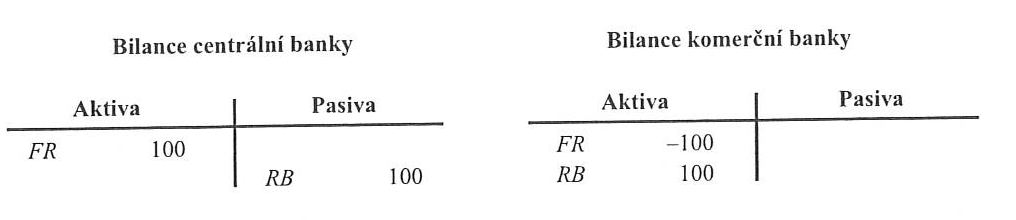 Bilance centrální banky
Aktiva Pasiva
FR 100
RB 100
Bilance komerční banky
Aktiva Pasiva
FR –100
RB 100